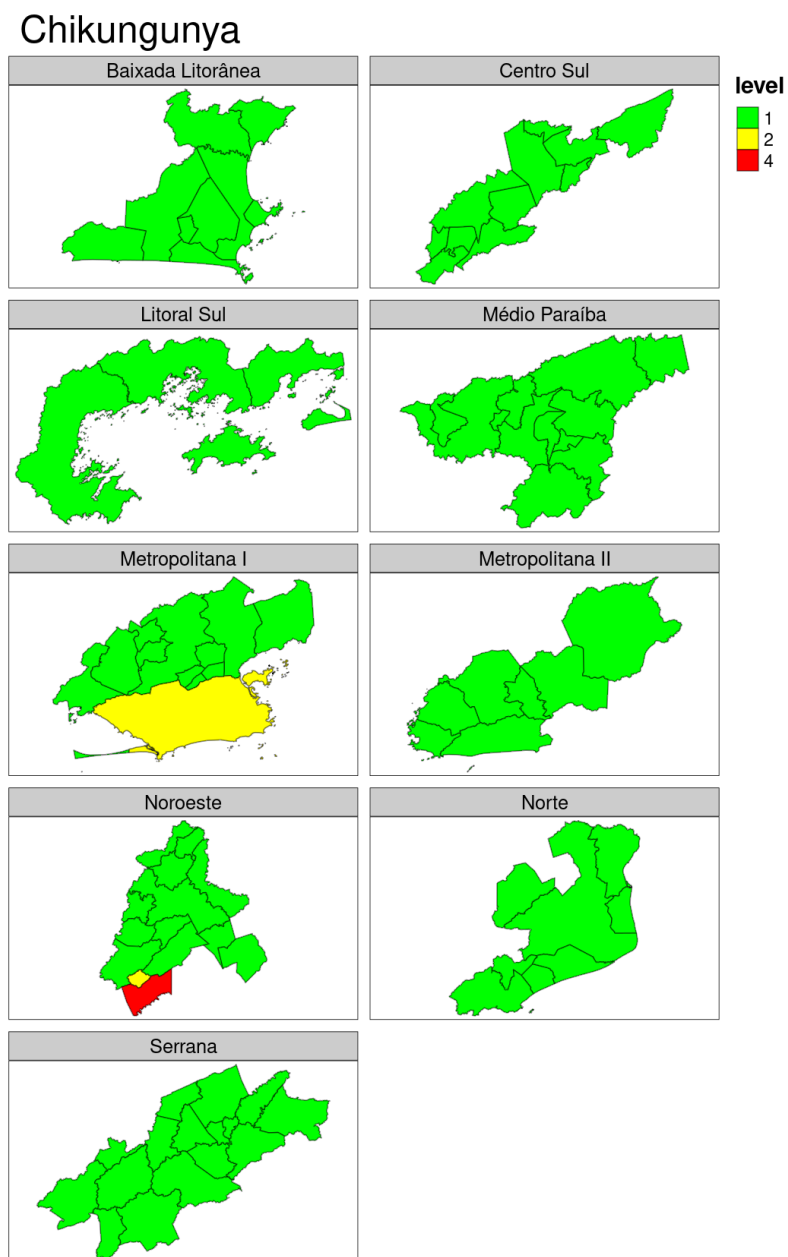 Chikungunya
Baixada Litorânea
Centro Sul
level
1
2
4
Litoral Sul
Médio Paraíba
Metropolitana I
Metropolitana II
Noroeste
Norte
Serrana